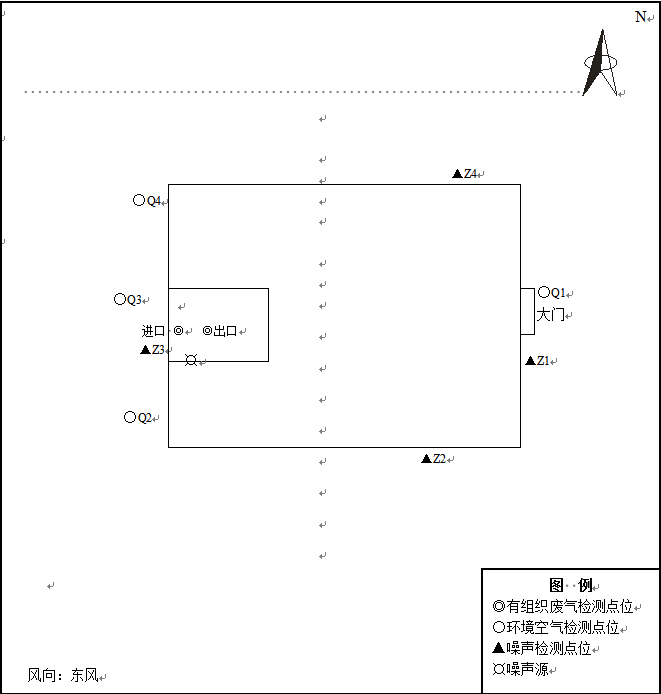 N
▲Z4
○Q4
○Q3
○Q1
大门
进口 ◎
◎出口
▲Z3
▲Z1
○Q2
▲Z2
图 例
◎有组织废气检测点位
○环境空气检测点位
▲噪声检测点位
¤噪声源
风向：东风